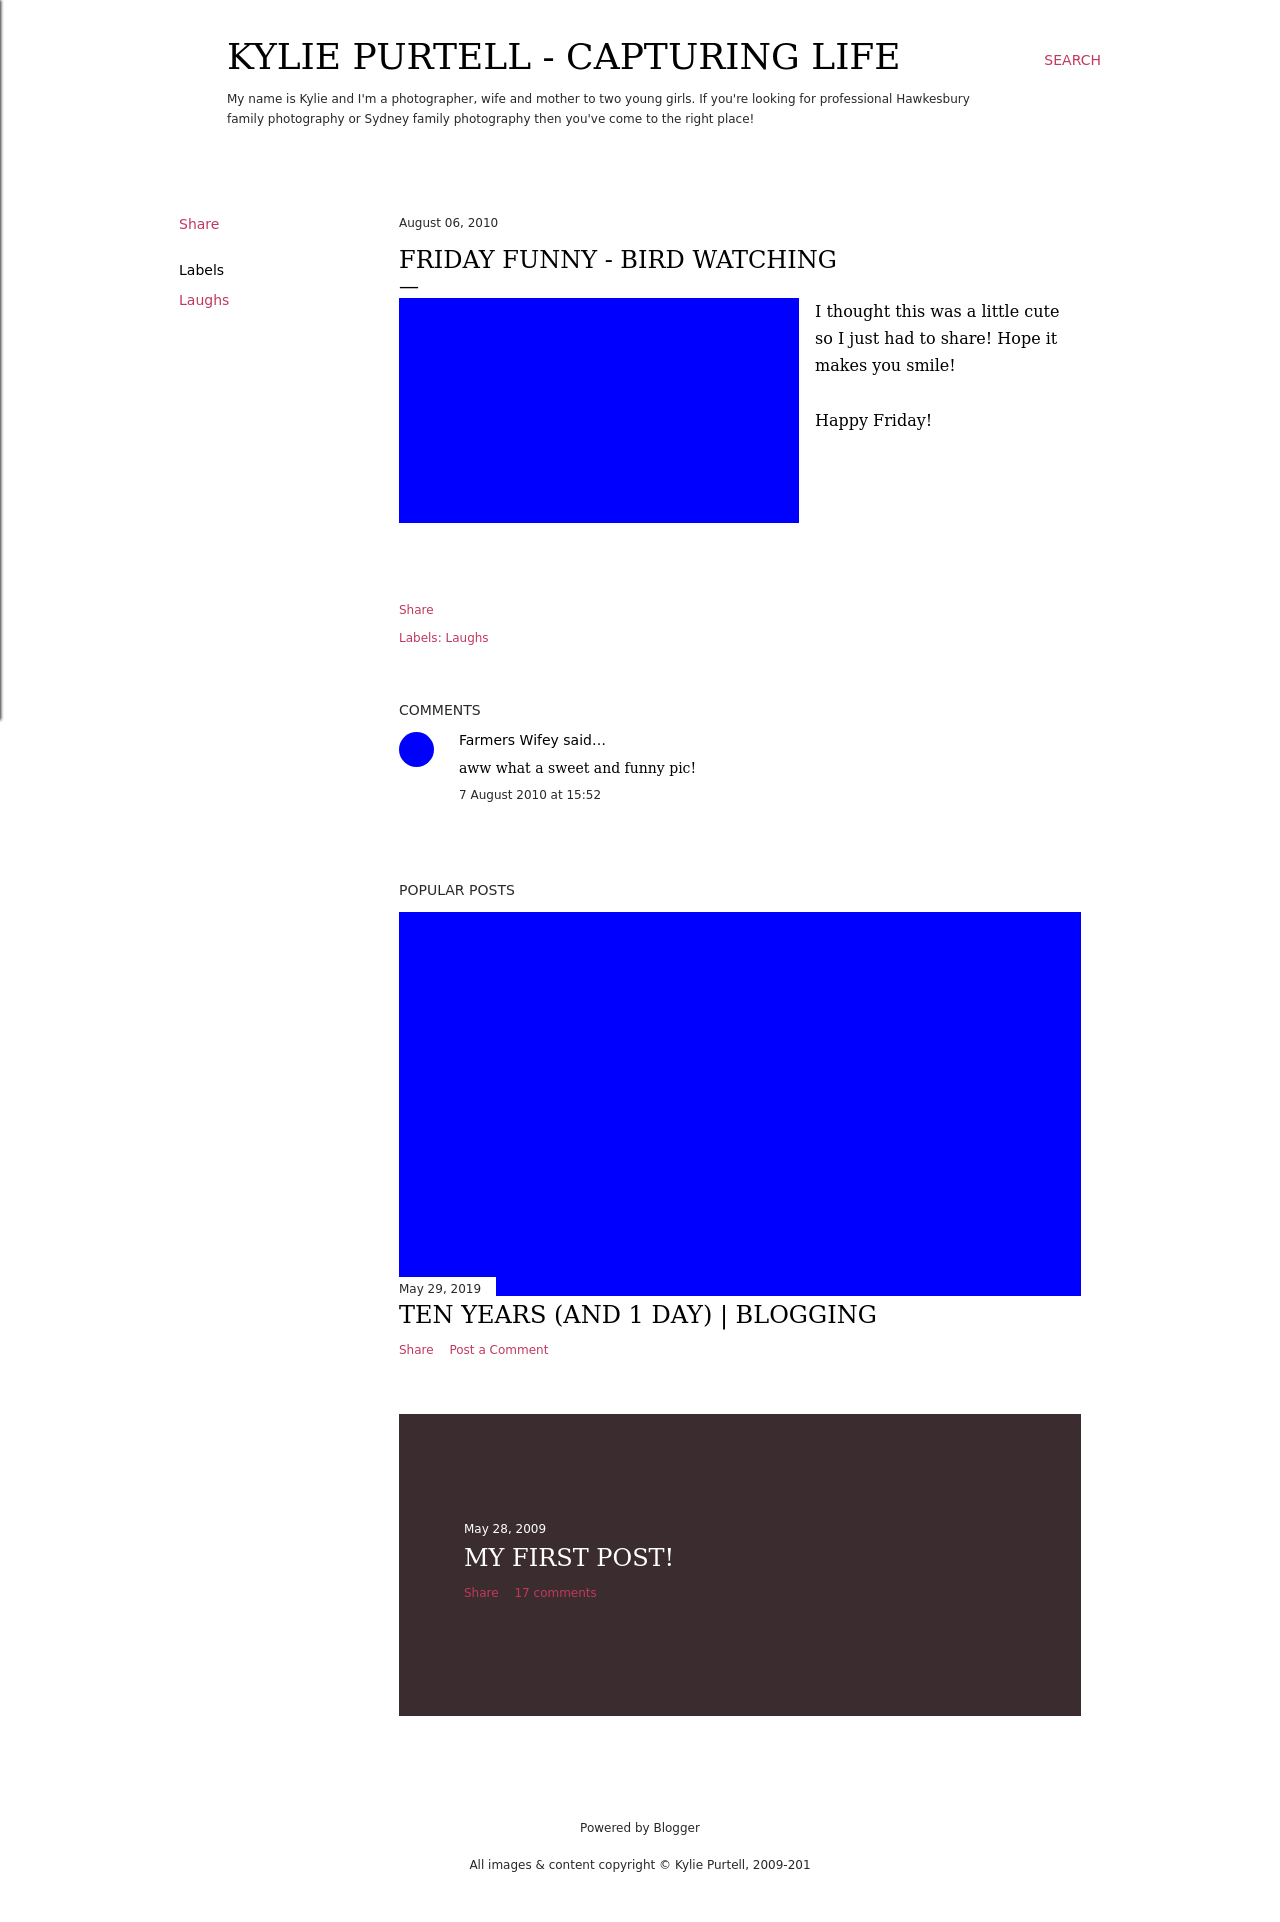 KYLIE PURTELL - CAPTURING LIFE
SEARCH
My name is Kylie and I'm a photographer, wife and mother to two young girls. If you're looking for professional Hawkesbury
family photography or Sydney family photography then you've come to the right place!
Share
Labels
Laughs
August 06, 2010
FRIDAY FUNNY - BIRD WATCHING
I thought this was a little cute
so I just had to share! Hope it
makes you smile!
Happy Friday!
Share
Labels: Laughs
COMMENTS
Farmers Wifey said…
aww what a sweet and funny pic!
7 August 2010 at 15:52
POPULAR POSTS
May 29, 2019
TEN YEARS (AND 1 DAY) | BLOGGING
Share Post a Comment
May 28, 2009
MY FIRST POST!
Share 17 comments
Powered by Blogger
All images & content copyright © Kylie Purtell, 2009-201